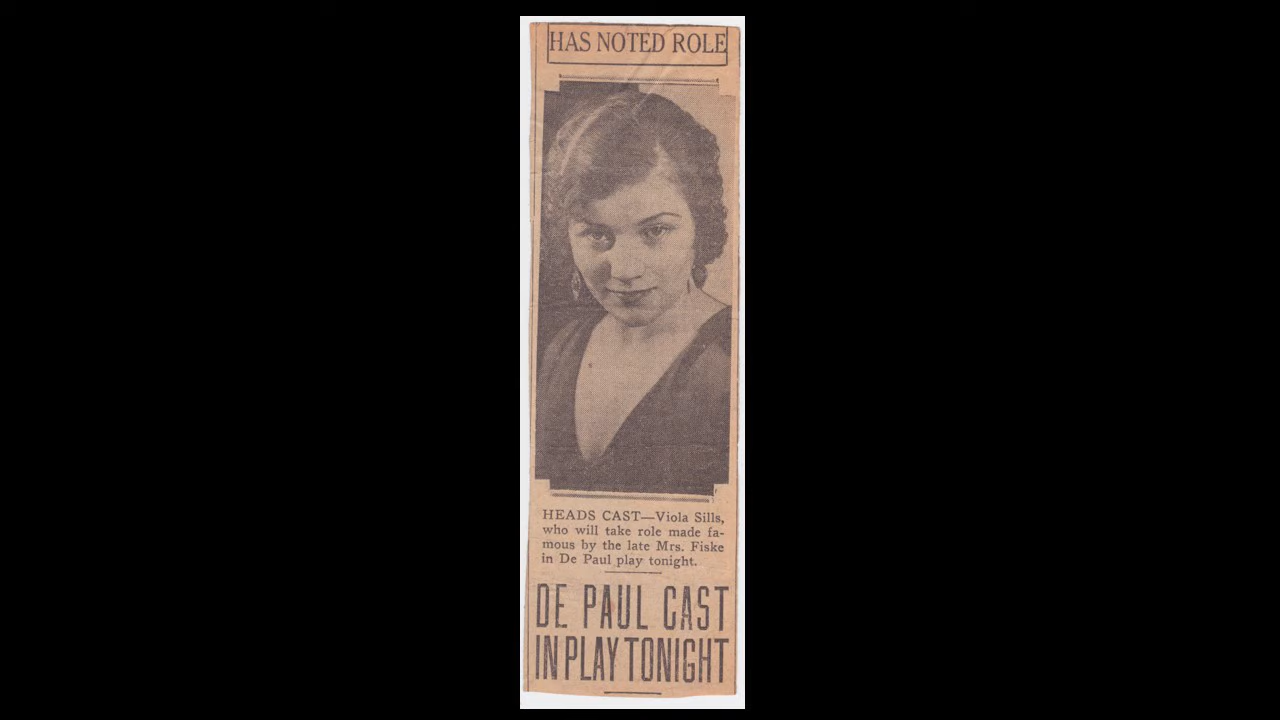 HAS NOTED ROLE
HEADS CAST—Viola Sills,
who will take role made fa-
mous by the late Mrs. Fiske
in De Paul play tonight.
DE PAUL CAST
IN PLAY TONIGHT